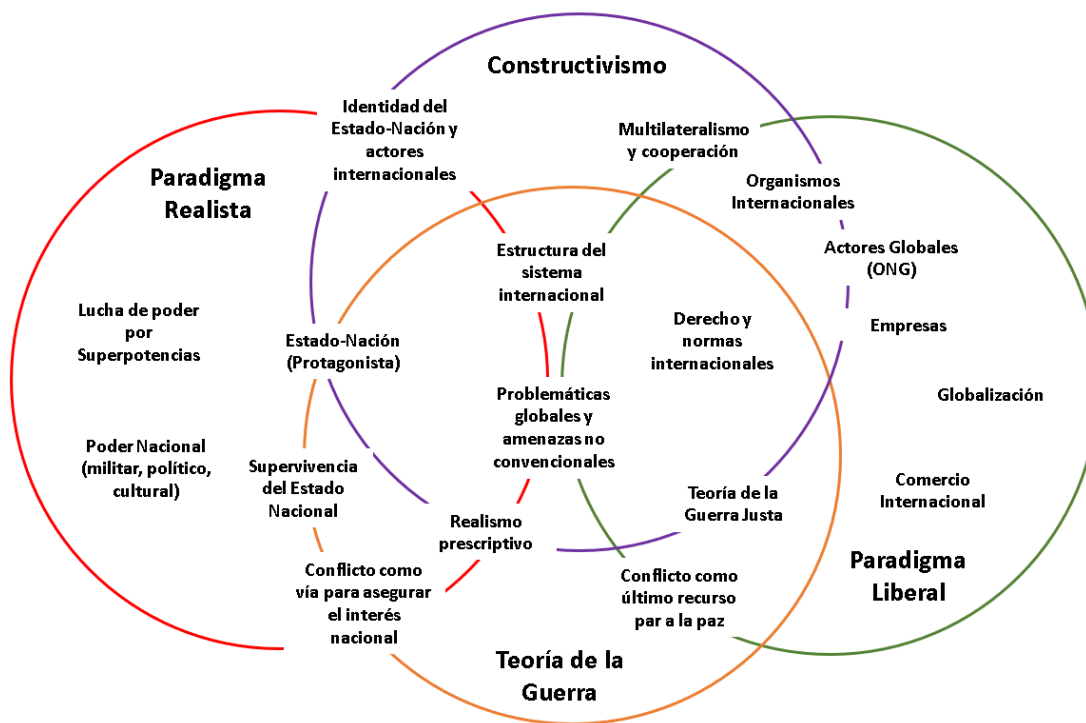 Constructivismo
Identidad del
Estado-Nación y
actores
internacionales
Multilateralismo
y cooperación
Paradigma
Realista
Organismos
Internacionales
Estructura del
sistema
internacional
Actores Globales
(ONG)
Lucha de poder
por
Superpotencias
Estado-Nación
(Protagonista)
Derecho y
normas
internacionales
Empresas
Problemáticas
globales y
amenazas no
convencionales
Globalización
Poder Nacional
(militar, político,
cultural)
Supervivencia
del Estado
Nacional
Realismo
prescriptivo
Teoría de la
Guerra Justa
Comercio
Internacional
Conflicto como
vía para asegurar
el interés
nacional
Conflicto como
último recurso
par a la paz
Paradigma
Liberal
Teoría de la
Guerra